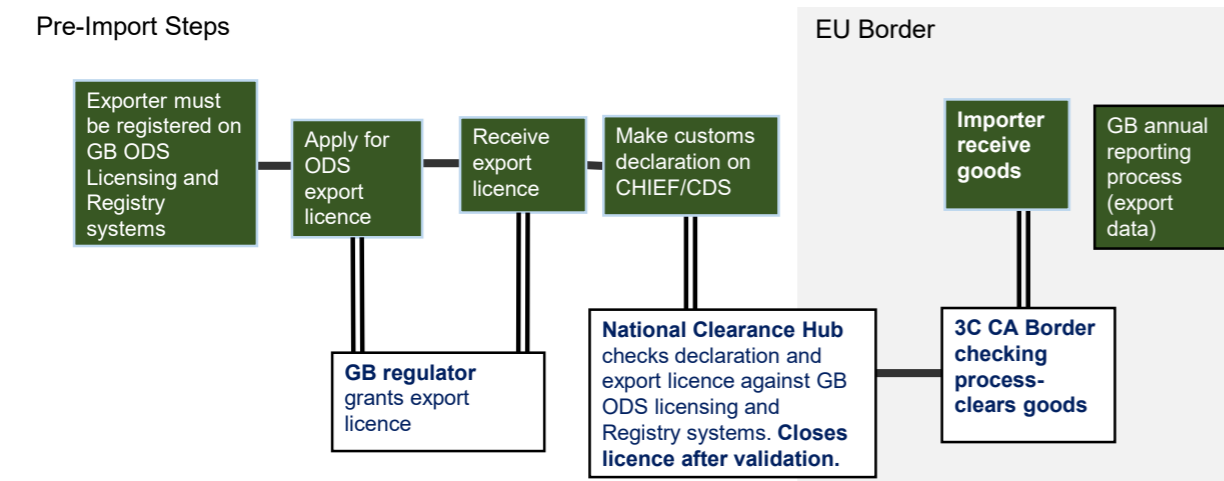 Pre-Import Steps
EU Border
Exporter must
be registered on
GB ODS
Licensing and
Registry
systems
Apply for
ODS
export
licence
Receive
export
licence
Make customs
declaration on
CHIEF/CDS
Importer
receive
goods
GB annual
reporting
process
(export
data)
GB regulator
grants export
licence
National Clearance Hub
checks declaration and
export licence against GB
ODS licensing and
Registry systems. Closes
licence after validation.
3C CA Border
checking
process-
clears goods